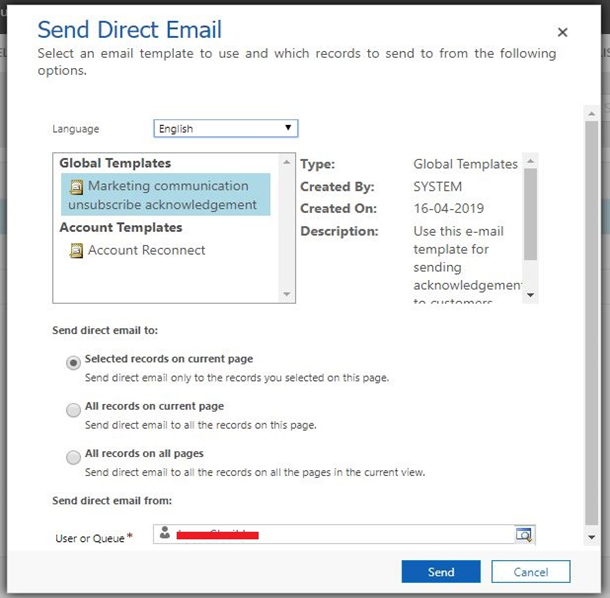 Send Direct Email
Select an email template to use and which records to send to from the following
options.
Language
English
Global Templates
Marketing communication
unsubscribe acknowledgement
Account Templates
Account Reconnect
Type: Global Templates
Created By: SYSTEM
Created On: 16-04-2019
Description: Use this e-mail
template for
sending
acknowledgement
to customers
Send direct email to:
Selected records on current page
Send direct email only to the records you selected on this page.
All records on current page
Send direct email to all the records on this page.
All records on all pages
Send direct email to all the records on all the pages in the current view.
Send direct email from:
User or Queue*
Send
Cancel